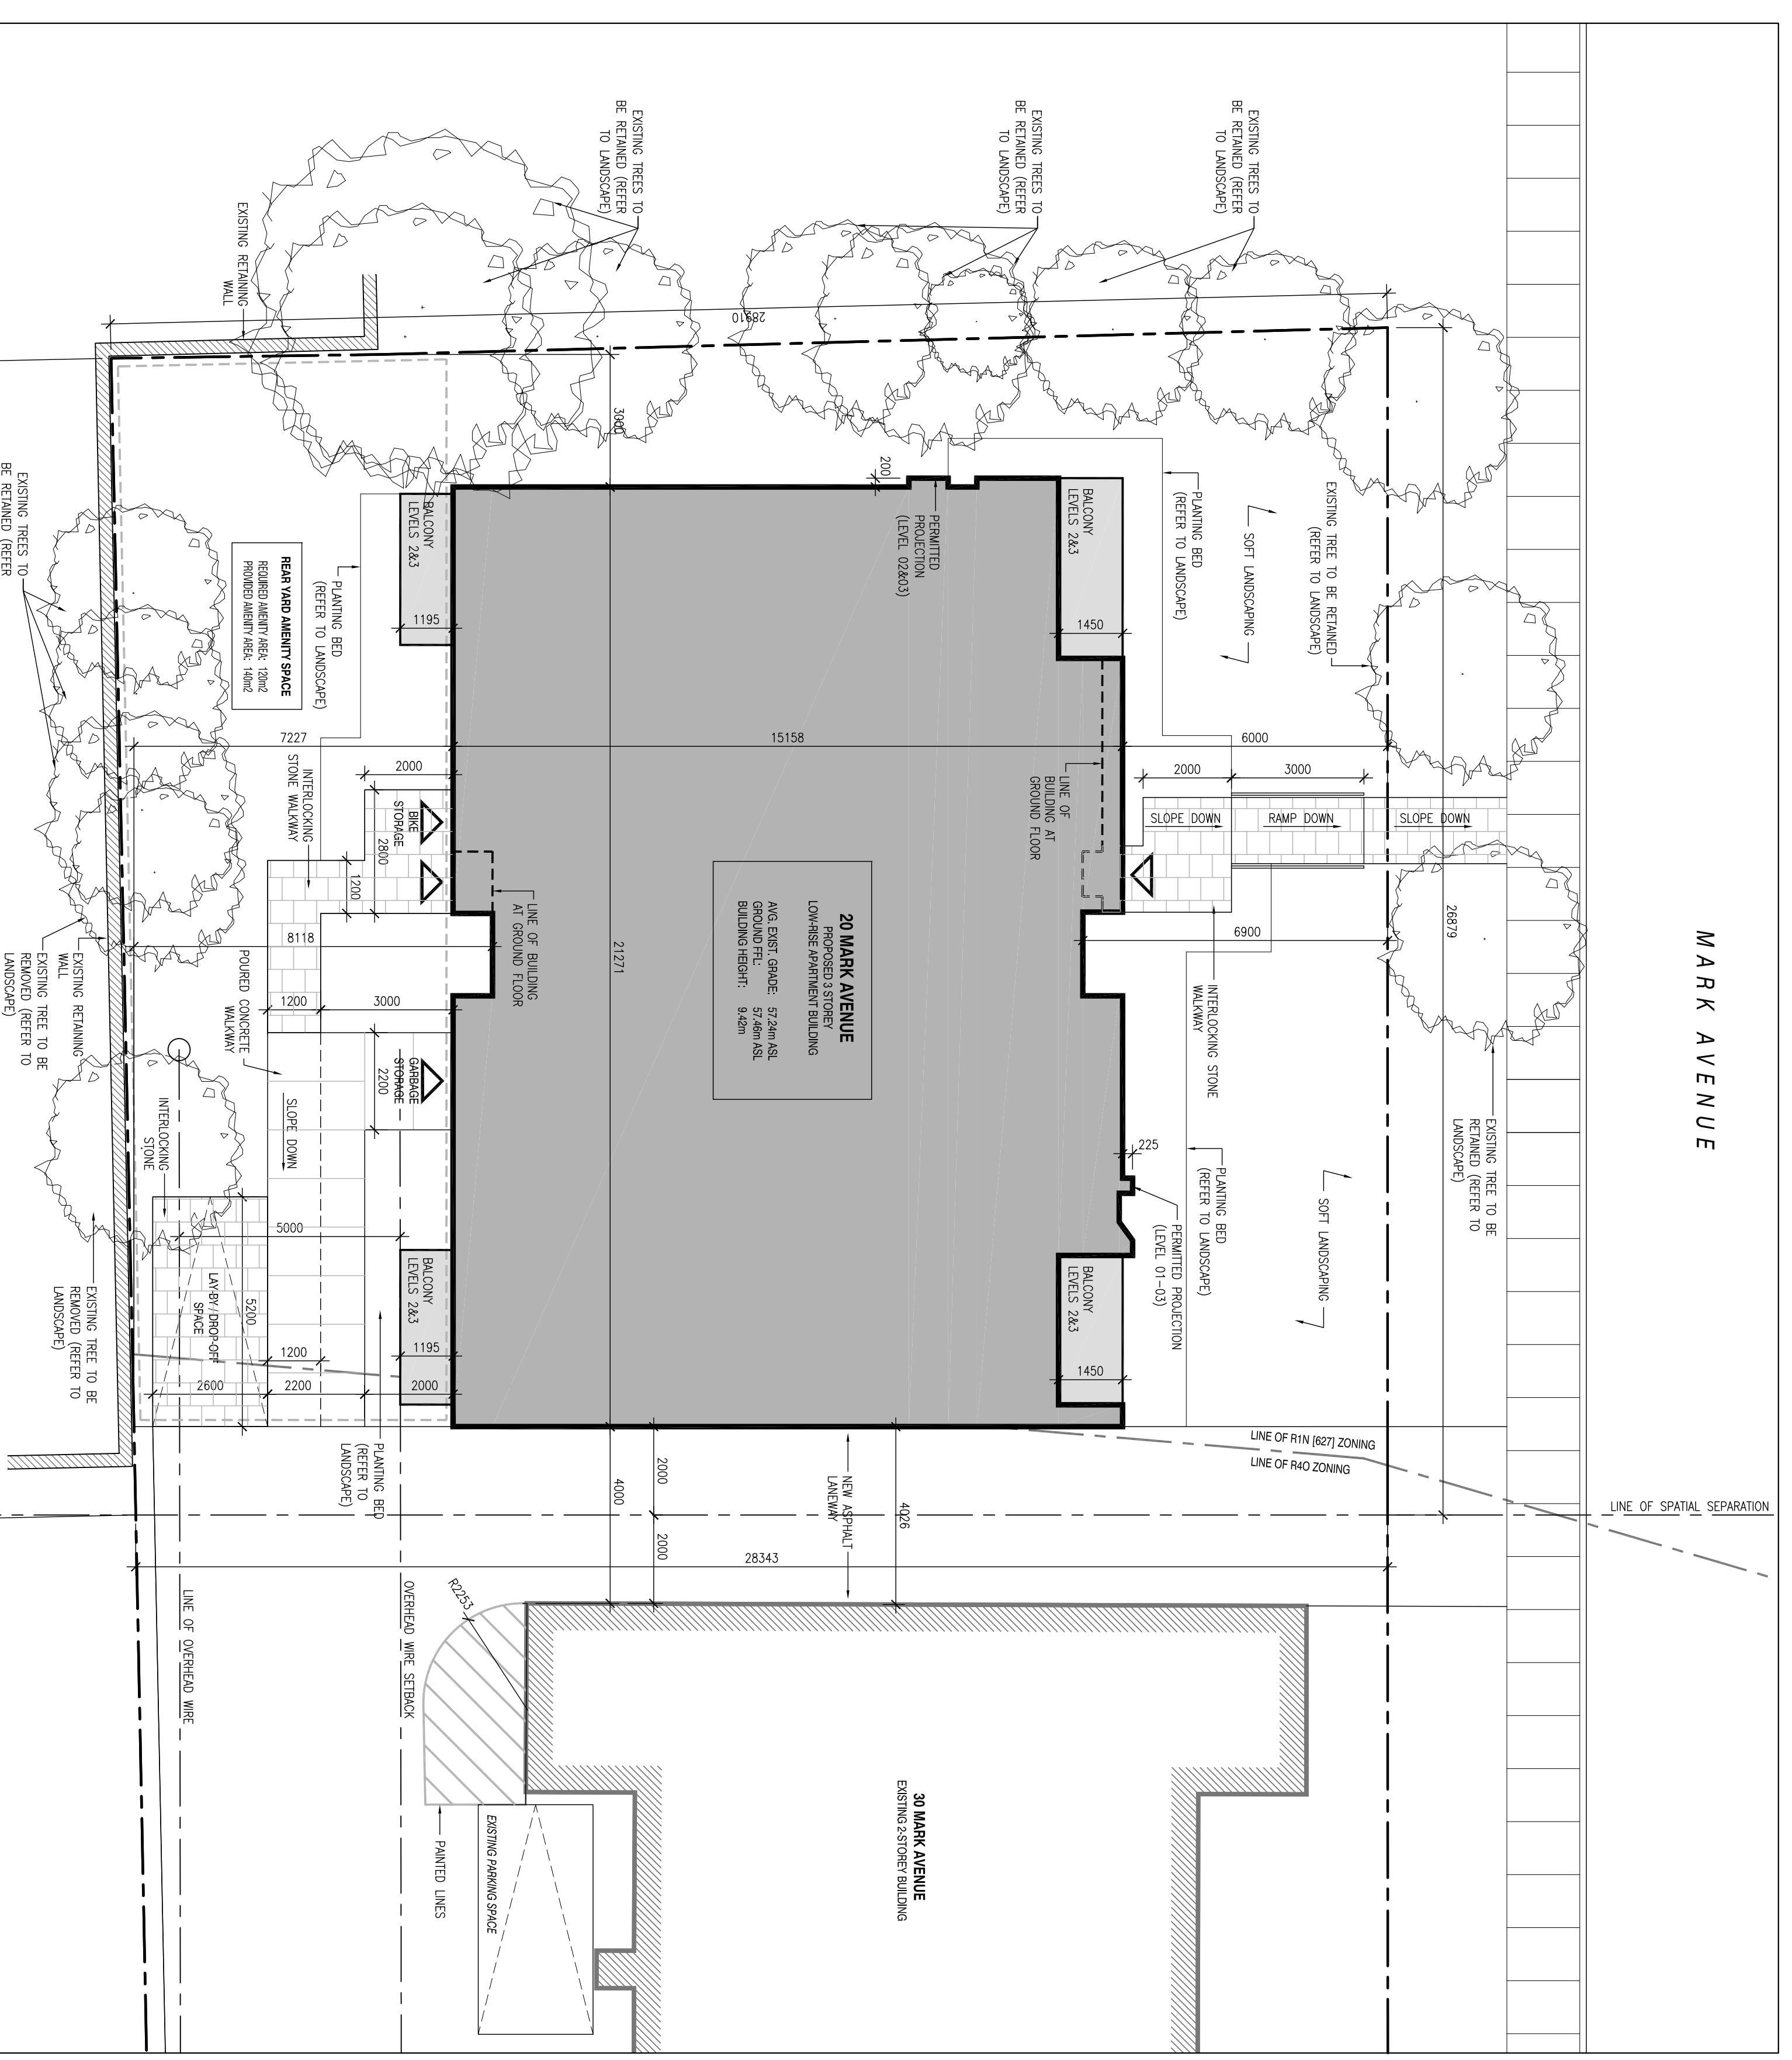 MARK AVENUE
LINE OF SPATIAL SEPARATION
EXISTING TREES TO
BE RETAINED (REFER
TO LANDSCAPE)
EXISTING TREES TO
BE RETAINED (REFER
TO LANDSCAPE)
EXISTING TREES TO
BE RETAINED (REFER
TO LANDSCAPE)
EXISTING TREE TO BE RETAINED
(REFER TO LANDSCAPE)
EXISTING TREE TO BE
RETAINED (REFER TO
LANDSCAPE)
26879
28910
SOFT LANDSCAPING
SOFT LANDSCAPING
PLANTING BED
(REFER TO LANDSCAPE)
PLANTING BED
(REFER TO LANDSCAPE)
LINE OF R1N [627] ZONING
LINE OF R4O ZONING
6000
2000
3000
SLOPE DOWN
RAMP DOWN
SLOPE DOWN
6900
INTERLOCKING STONE
WALKWAY
225
PERMITTED PROJECTION
(LEVEL 01-03)
BALCONY
LEVELS 2&3
1450
BALCONY
LEVELS 2&3
1450
LINE OF
BUILDING AT
GROUND FLOOR
200
PERMITTED
PROJECTION
(LEVEL 02&03)
3000
15158
21271
20 MARK AVENUE
PROPOSED 3 STOREY
LOW-RISE APARTMENT BUILDING
AVG. EXIST. GRADE: 57.24m ASL
GROUND FFL: 57.46m ASL
BUILDING HEIGHT: 9.42m
NEW ASPHALT
LANEWAY
4026
2000
2000
4000
28343
30 MARK AVENUE
EXISTING 2-STOREY BUILDING
R2253
EXISTING PARKING SPACE
PAINTED LINES
OVERHEAD WIRE SETBACK
LINE OF OVERHEAD WIRE
LINE OF BUILDING
AT GROUND FLOOR
BALCONY
LEVELS 2&3
1195
BALCONY
LEVELS 2&3
1195
BIKE
STORAGE
2800
2000
1200
GARBAGE
STORAGE
2200
7227
8118
1200
3000
INTERLOCKING
STONE WALKWAY
PLANTING BED
(REFER TO LANDSCAPE)
REAR YARD AMENITY SPACE
REQUIRED AMENITY AREA: 120m2
PROVIDED AMENITY AREA: 140m2
EXISTING RETAINING
WALL
POURED CONCRETE
WALKWAY
SLOPE DOWN
INTERLOCKING
STONE
5000
5200
LAY-BY / DROP-OFF
SPACE
1200
2600
2200
2000
PLANTING BED
(REFER TO
LANDSCAPE)
EXISTING TREES TO
BE RETAINED (REFER
EXISTING RETAINING
WALL
EXISTING TREE TO BE
REMOVED (REFER TO
LANDSCAPE)
EXISTING TREE TO BE
REMOVED (REFER TO
LANDSCAPE)